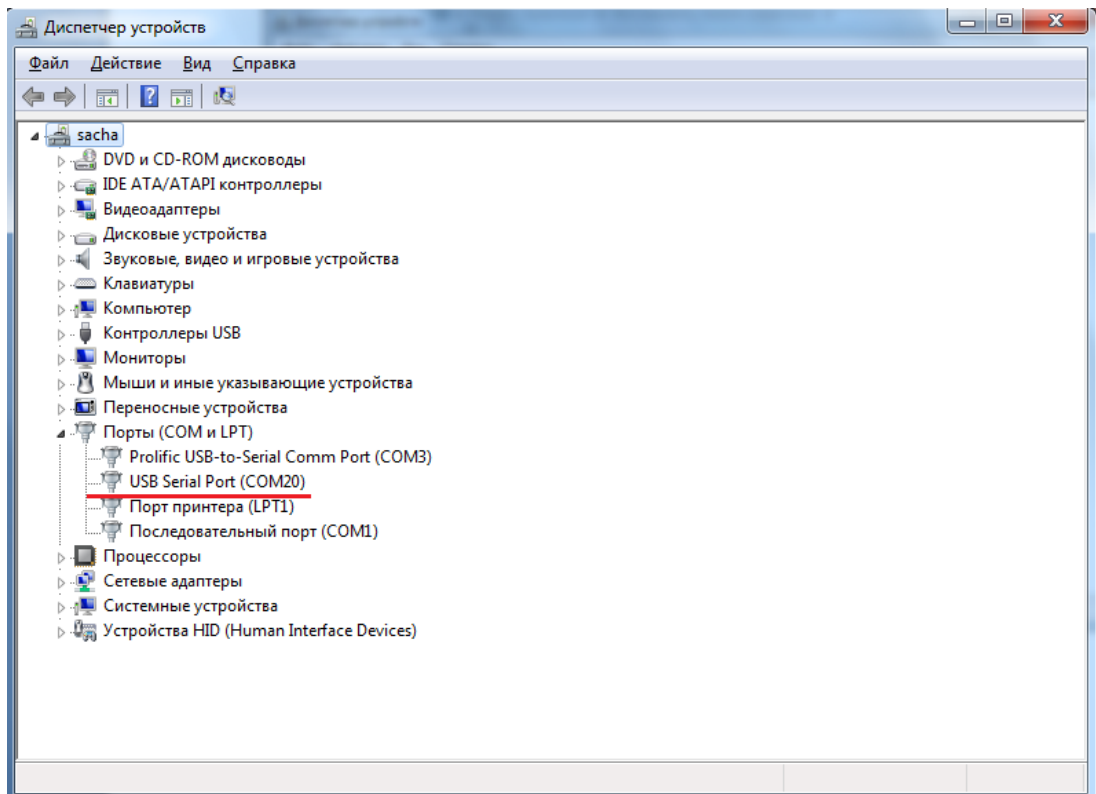 Диспетчер устройств
Файл Действие Вид Справка
sacha
DVD и CD-ROM дисководы
IDE ATA/ATAPI контроллеры
Видеоадаптеры
Дисковые устройства
Звуковые, видео и игровые устройства
Клавиатуры
Компьютер
Контроллеры USB
Мониторы
Мыши и иные указывающие устройства
Переносные устройства
Порты (COM и LPT)
Prolific USB-to-Serial Comm Port (COM3)
USB Serial Port (COM20)
Порт принтера (LPT1)
Последовательный порт (COM1)
Процессоры
Сетевые адаптеры
Системные устройства
Устройства HID (Human Interface Devices)